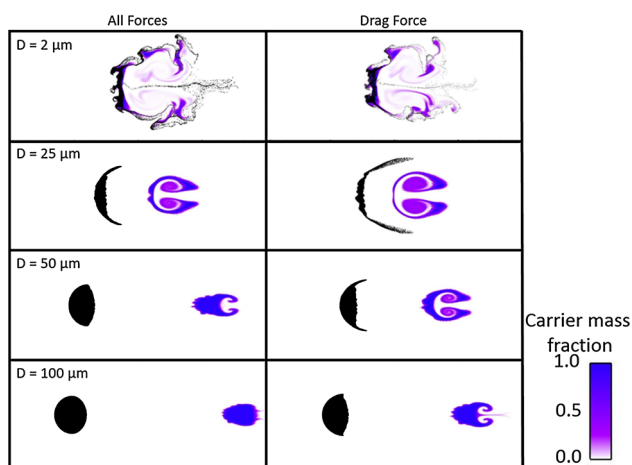 All Forces
Drag Force
D = 2 μm
D = 25 μm
D = 50 μm
D = 100 μm
Carrier mass
fraction
1.0
0.5
0.0